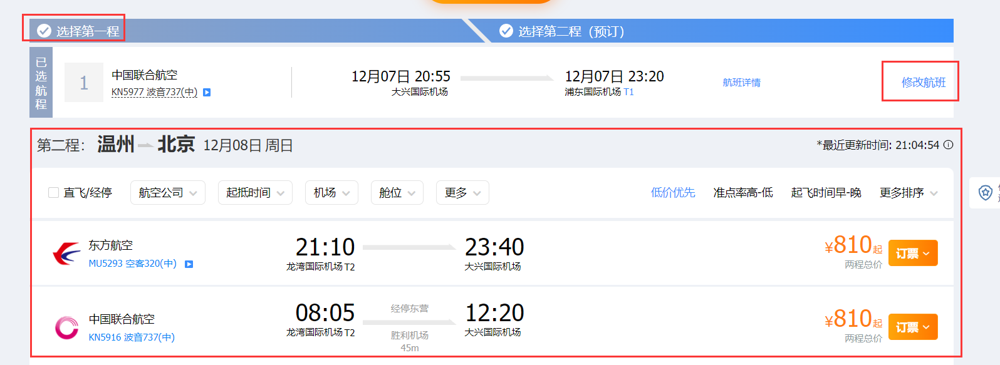 选择第一程
选择第二程（预订）
已选航程
1
中国联合航空
KN5977 波音737(中)
12月07日 20:55
大兴国际机场
12月07日 23:20
浦东国际机场 T1
航班详情
修改航班
第二程: 温州 北京 12月08日 周日
*最近更新时间: 21:04:54
直飞/经停
航空公司
起抵时间
机场
舱位
更多
低价优先
准点率高-低
起飞时间早-晚
更多排序
东方航空
MU5293 空客320(中)
21:10
龙湾国际机场 T2
23:40
大兴国际机场
¥810起
两程总价
订票
中国联合航空
KN5916 波音737(中)
08:05
龙湾国际机场 T2
经停东营
胜利机场
45m
12:20
大兴国际机场
¥810起
两程总价
订票